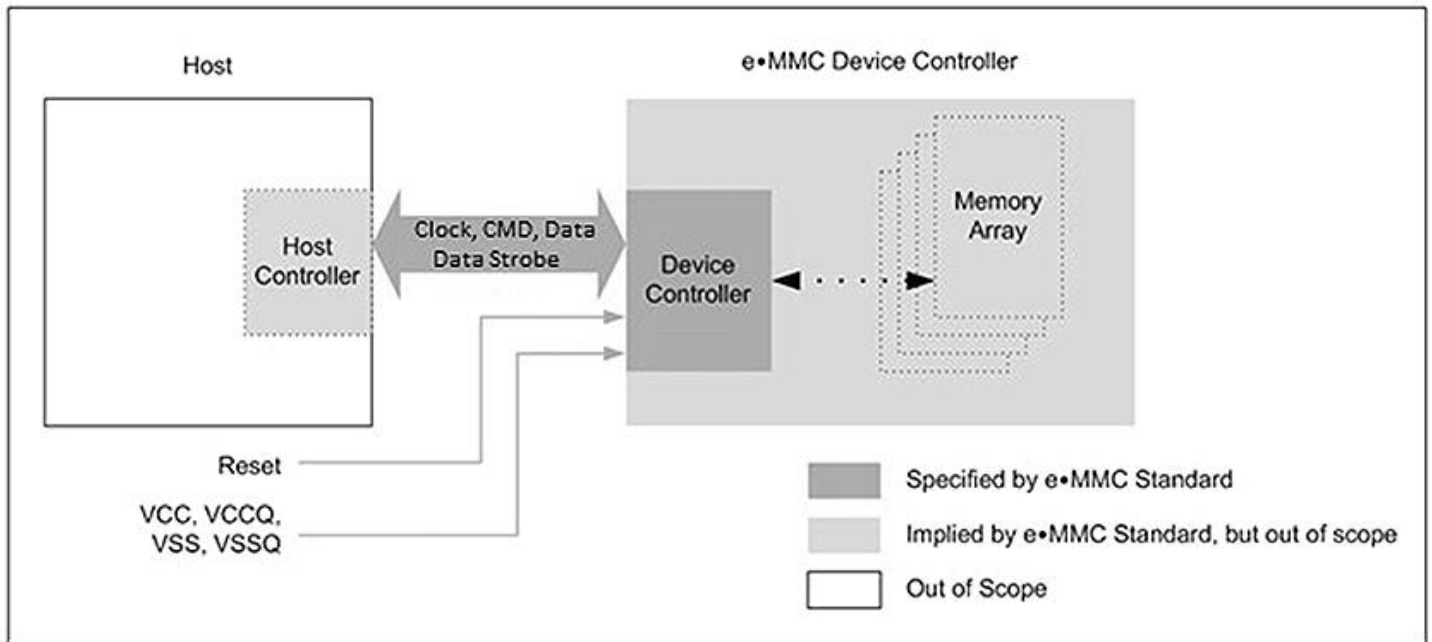 Host
e•MMC Device Controller
Host
Controller
Clock, CMD, Data
Data Strobe
Device
Controller
Memory
Array
Reset
VCC, VCCQ,
VSS, VSSQ
Specified by e•MMC Standard
Implied by e•MMC Standard, but out of scope
Out of Scope